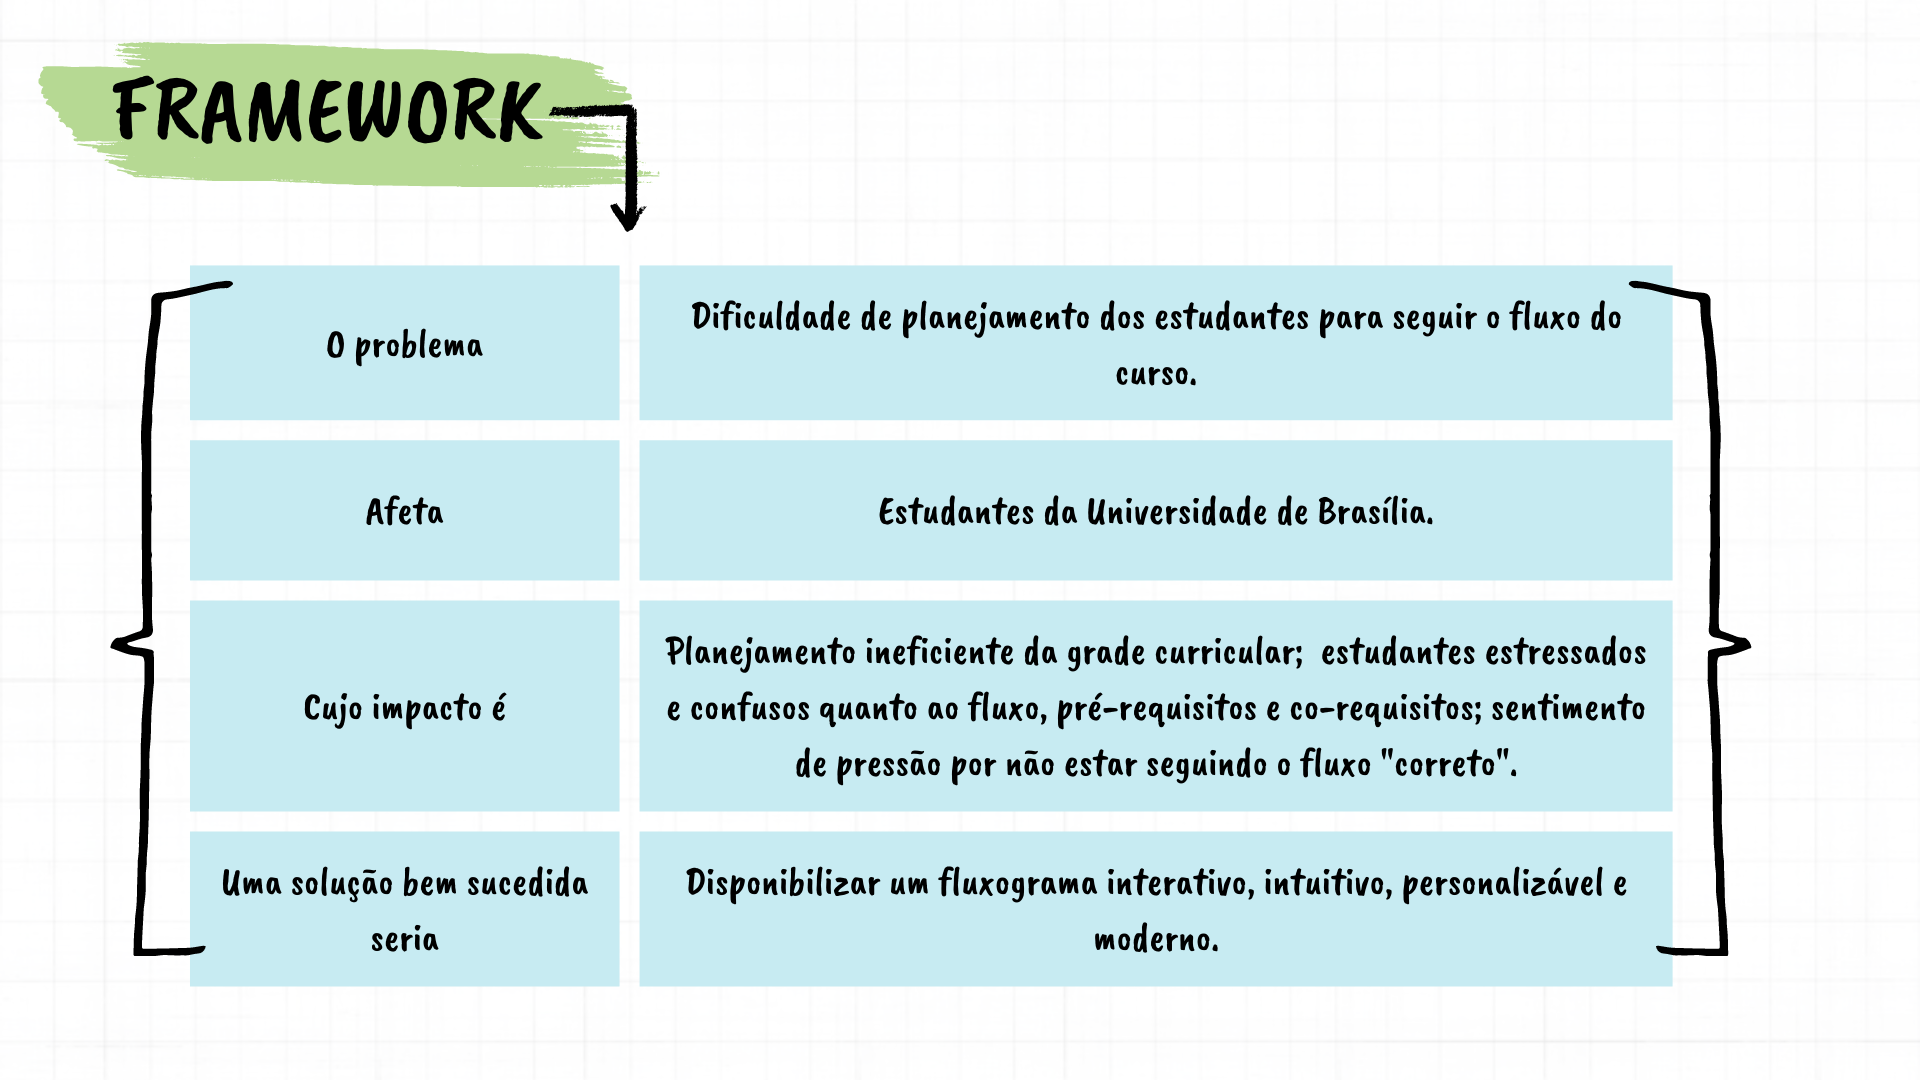 FRAMEWORK
O problema
Dificuldade de planejamento dos estudantes para seguir o fluxo do
curso.
Afeta
Estudantes da Universidade de Brasília.
Cujo impacto é
Planejamento ineficiente da grade curricular;  estudantes estressados
e confusos quanto ao fluxo, pré-requisitos e co-requisitos; sentimento
de pressão por não estar seguindo o fluxo "correto".
Uma solução bem sucedida
seria
Disponibilizar um fluxograma interativo, intuitivo, personalizável e
moderno.